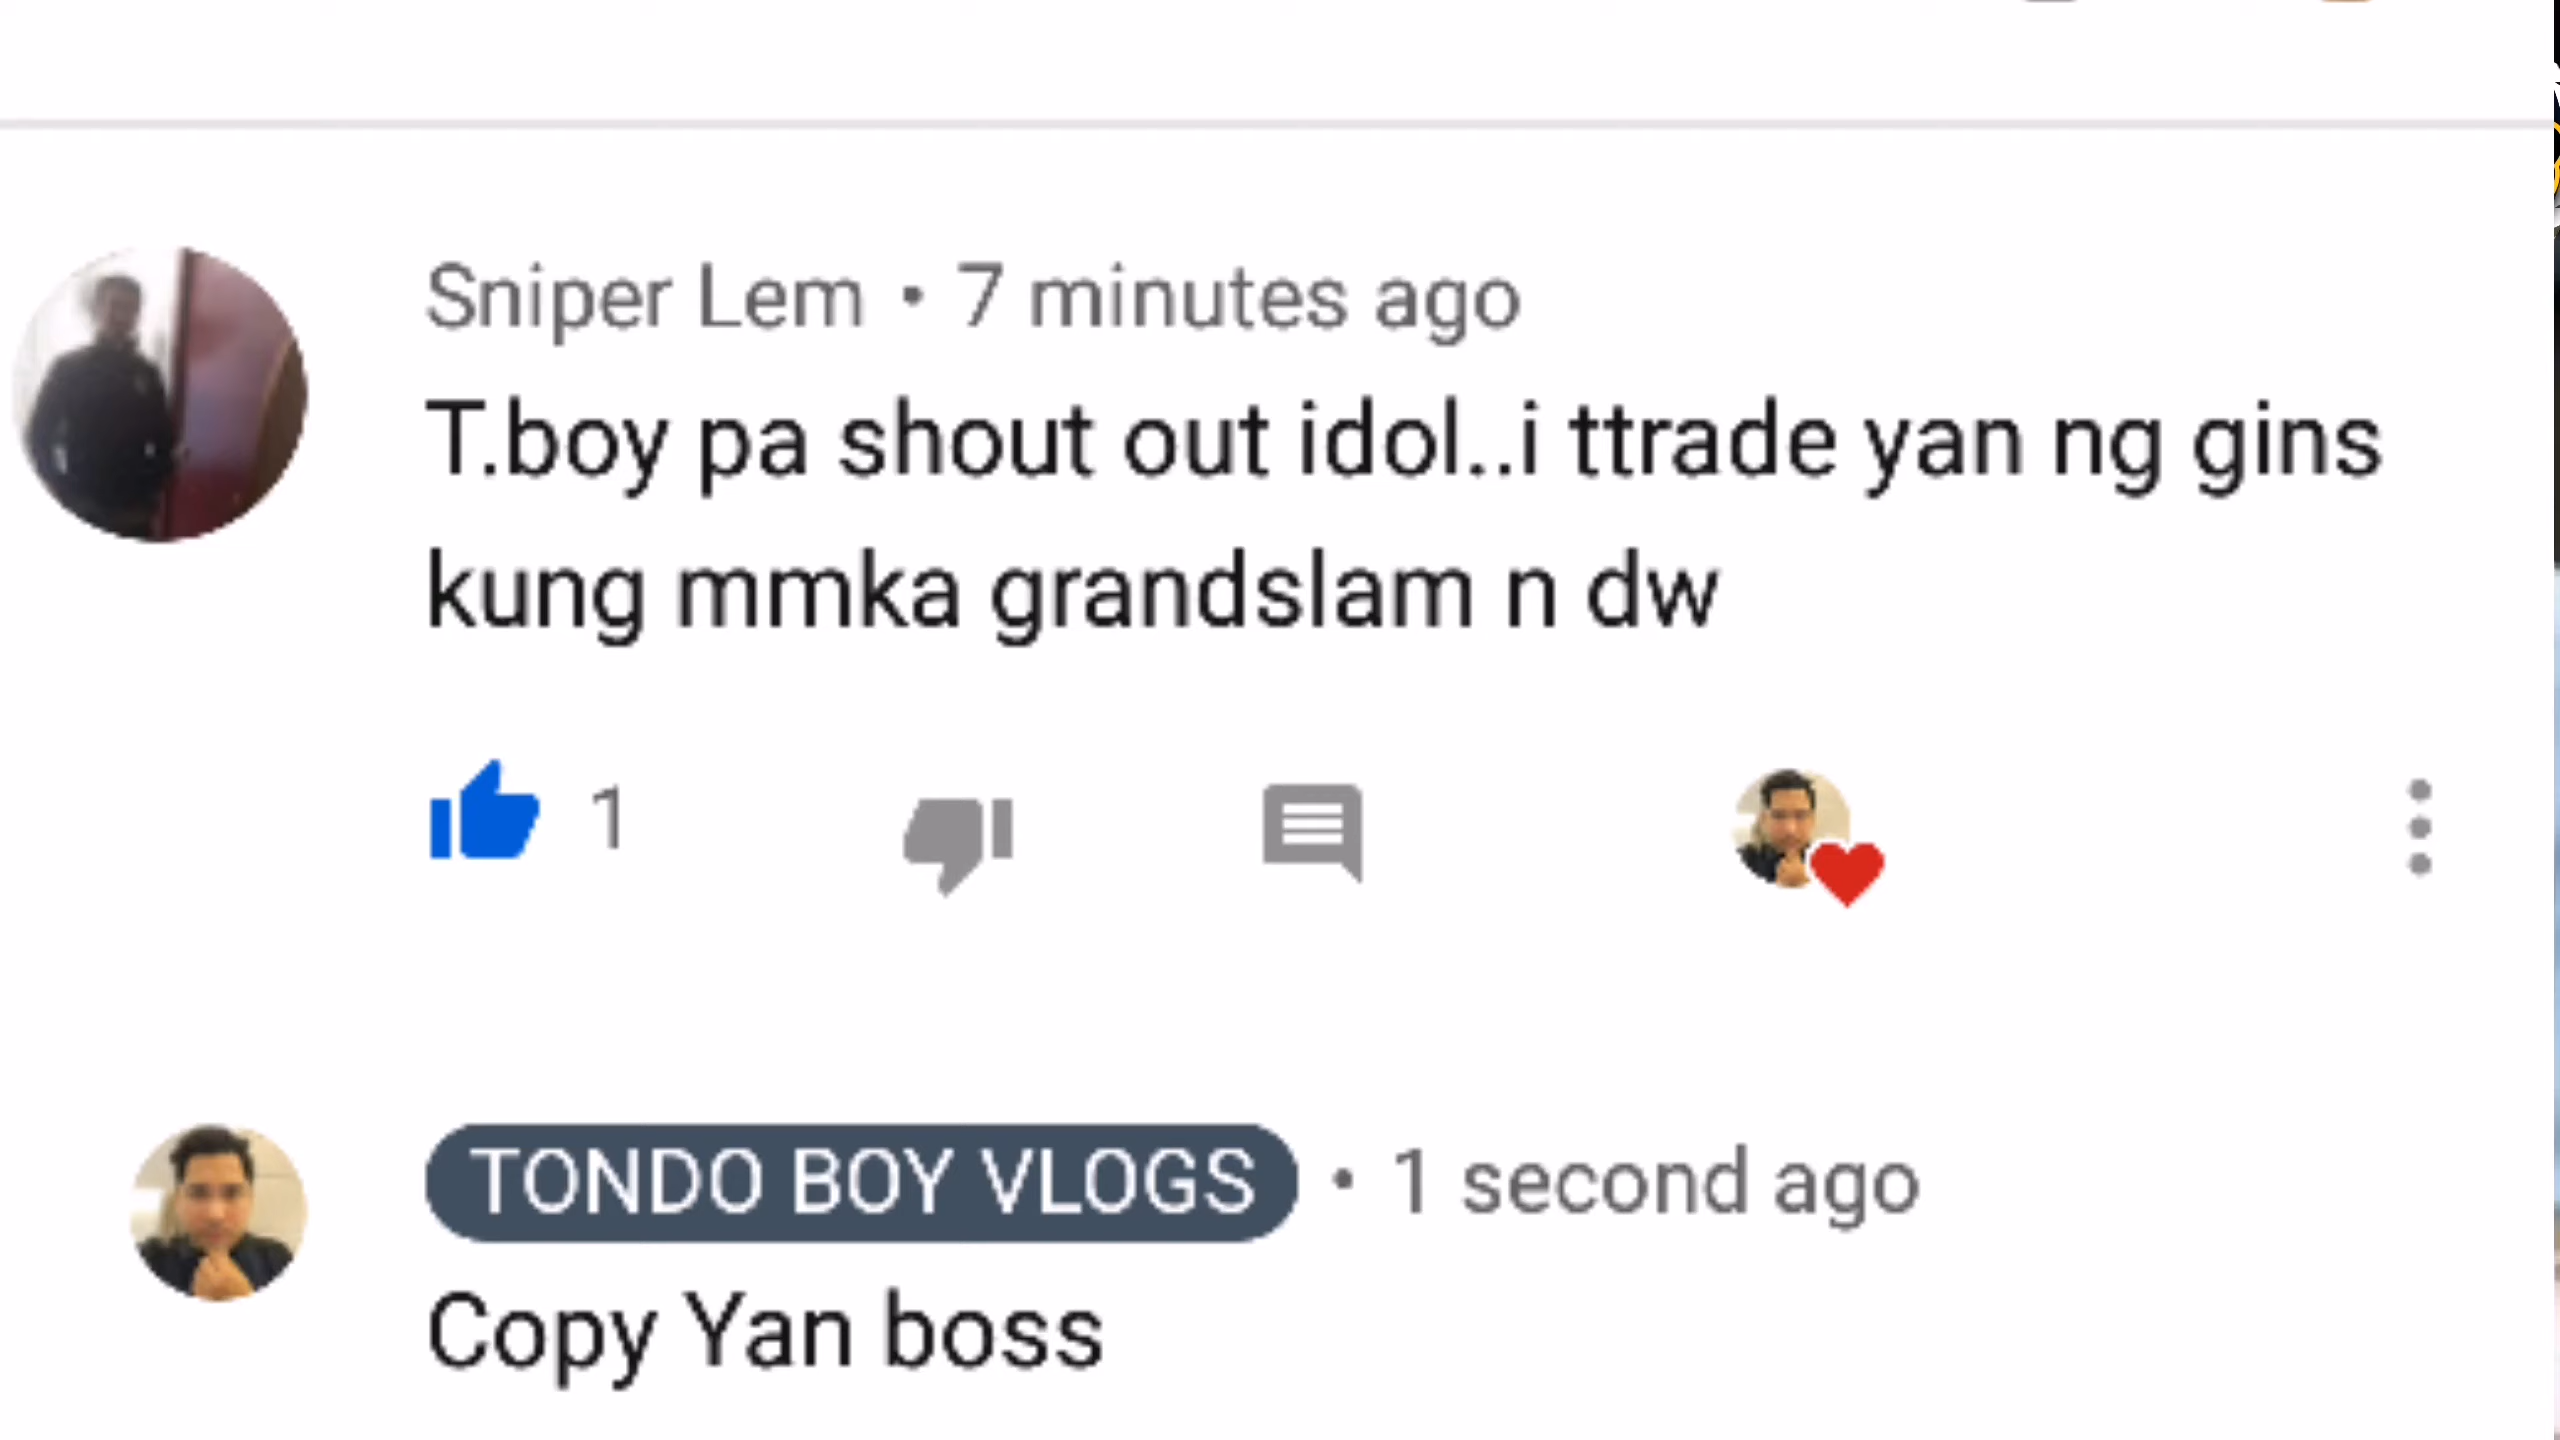 Sniper Lem • 7 minutes ago
T.boy pa shout out idol..i ttrade yan ng gins
kung mmka grandslam n dw
1
TONDO BOY VLOGS • 1 second ago
Copy Yan boss